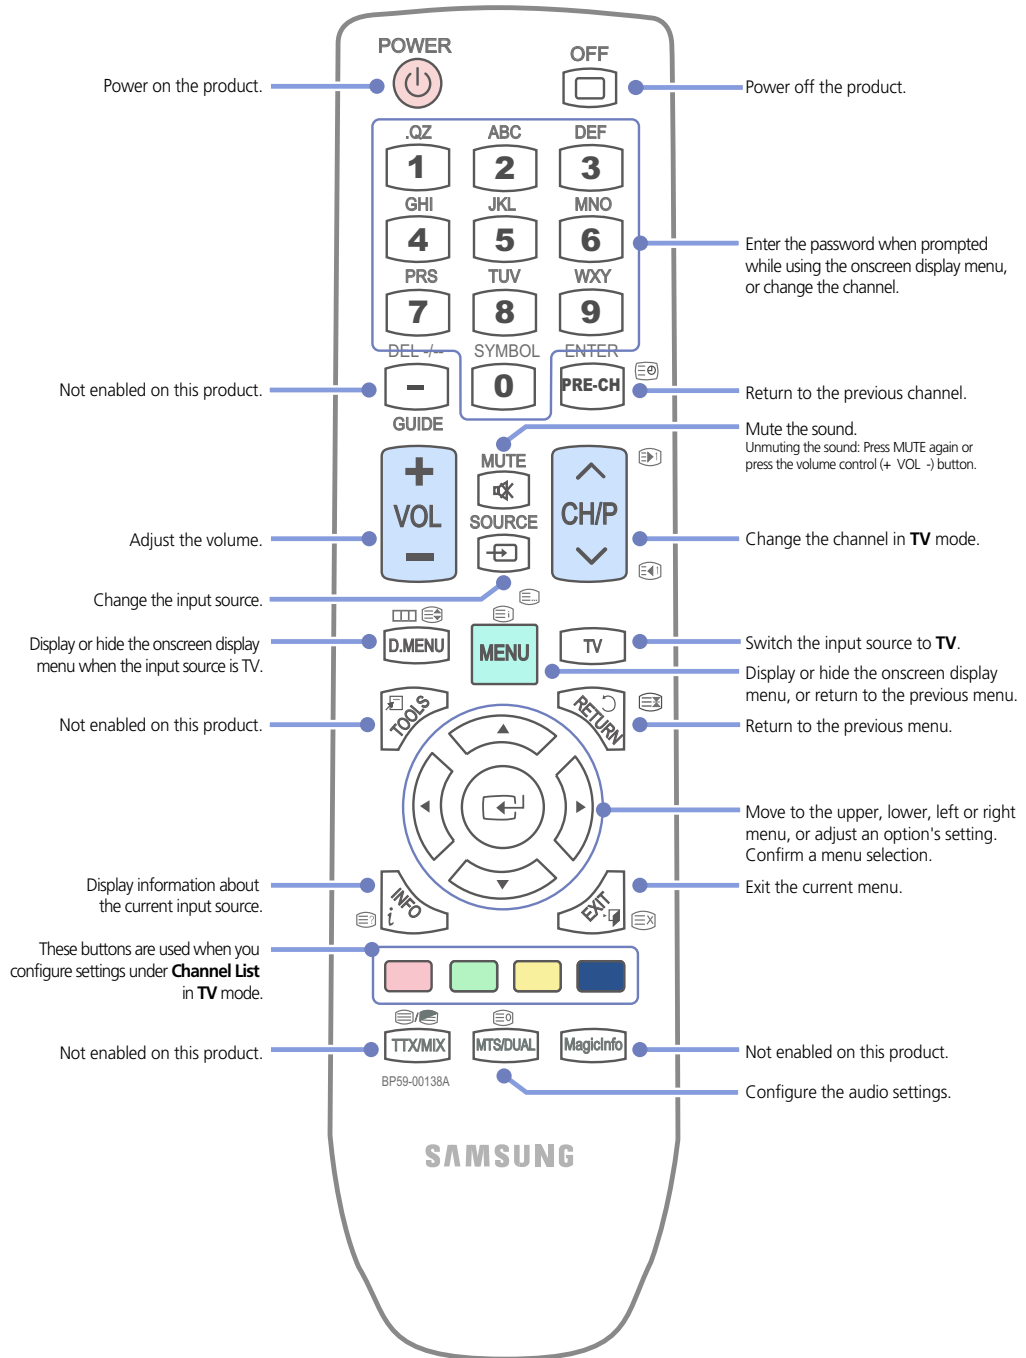 POWER
OFF
Power on the product.
Power off the product.
.QZ
ABC
DEF
1
2
3
GHI
JKL
MNO
4
5
6
Enter the password when prompted
while using the onscreen display menu,
or change the channel.
PRS
TUV
WXY
7
8
9
DEL -/--
SYMBOL
ENTER
-
0
PRE-CH
Not enabled on this product.
Return to the previous channel.
GUIDE
Mute the sound.
Unmuting the sound: Press MUTE again or
press the volume control (+ VOL -) button.
+
VOL
-
MUTE
SOURCE
CH/P
Adjust the volume.
Change the channel in TV mode.
Change the input source.
D.MENU
MENU
TV
Display or hide the onscreen display
menu when the input source is TV.
Switch the input source to TV.
Display or hide the onscreen display
menu, or return to the previous menu.
TOOLS
RETURN
Not enabled on this product.
Return to the previous menu.
Move to the upper, lower, left or right
menu, or adjust an option's setting.
Confirm a menu selection.
Display information about
the current input source.
INFO
i
EXIT
Exit the current menu.
These buttons are used when you
configure settings under Channel List
in TV mode.
TTX/MIX
MTS/DUAL
MagicInfo
Not enabled on this product.
Not enabled on this product.
BP59-00138A
Configure the audio settings.
SAMSUNG